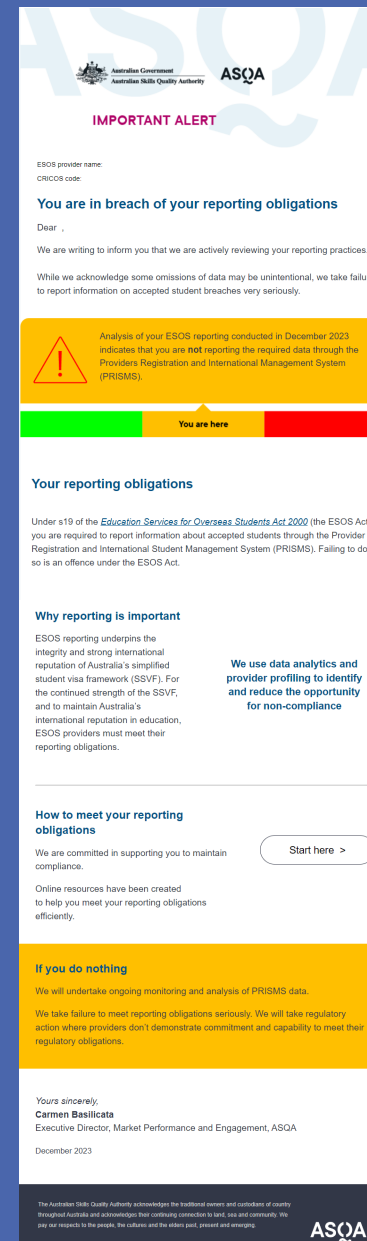 ASQA
Australian Government
Australian Skills Quality Authority
ASQA
IMPORTANT ALERT
ESOS provider name:
CRICOS code:
You are in breach of your reporting obligations
Dear ,
We are writing to inform you that we are actively reviewing your reporting practices.
While we acknowledge some omissions of data may be unintentional, we take failu
to report information on accepted student breaches very seriously.
Analysis of your ESOS reporting conducted in December 2023
indicates that you are not reporting the required data through the
Providers Registration and International Management System
(PRISMS).
You are here
Your reporting obligations
Under s19 of the Education Services for Overseas Students Act 2000 (the ESOS Act
you are required to report information about accepted students through the Provider
Registration and International Student Management System (PRISMS). Failing to do
so is an offence under the ESOS Act.
Why reporting is important
ESOS reporting underpins the
integrity and strong international
reputation of Australia's simplified
student visa framework (SSVF). For
the continued strength of the SSVF,
and to maintain Australia's
international reputation in education,
ESOS providers must meet their
reporting obligations.
We use data analytics and
provider profiling to identify
and reduce the opportunity
for non-compliance
How to meet your reporting
obligations
We are committed in supporting you to maintain
compliance.
Online resources have been created
to help you meet your reporting obligations
efficiently.
Start here >
If you do nothing
We will undertake ongoing monitoring and analysis of PRISMS data.
We take failure to meet reporting obligations seriously. We will take regulatory
action where providers don't demonstrate commitment and capability to meet their
regulatory obligations.
Yours sincerely,
Carmen Basilicata
Executive Director, Market Performance and Engagement, ASQA
December 2023
The Australian Skills Quality Authority acknowledges the traditional owners and custodians of country
throughout Australia and acknowledges their continuing connection to land, sea and community. We
pay our respects to the people, the cultures and the elders past, present and emerging.
ASQA